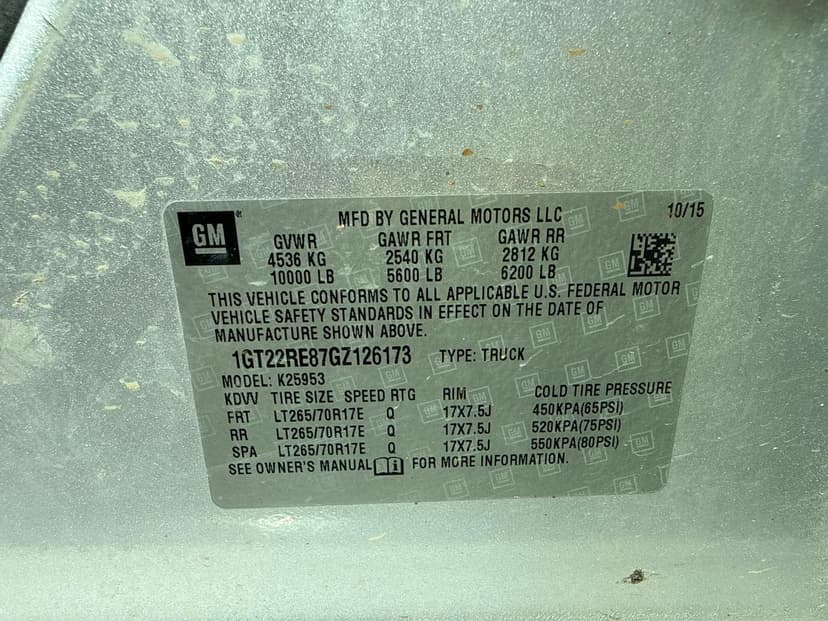 GM
MFD BY GENERAL MOTORS LLC 10/15
GVWR GAWR FRT GAWR RR
4536 KG 2540 KG 2812 KG
10000 LB 5600 LB 6200 LB
THIS VEHICLE CONFORMS TO ALL APPLICABLE U.S. FEDERAL MOTOR
VEHICLE SAFETY STANDARDS IN EFFECT ON THE DATE OF
MANUFACTURE SHOWN ABOVE.
1GT22RE87GZ126173 TYPE: TRUCK
MODEL: K25953
KDVV TIRE SIZE SPEED RTG RIM COLD TIRE PRESSURE
FRT LT265/70R17E Q 17X7.5J 450KPA(65PSI)
RR LT265/70R17E Q 17X7.5J 520KPA(75PSI)
SPA LT265/70R17E Q 17X7.5J 550KPA(80PSI)
SEE OWNER'S MANUAL FOR MORE INFORMATION.